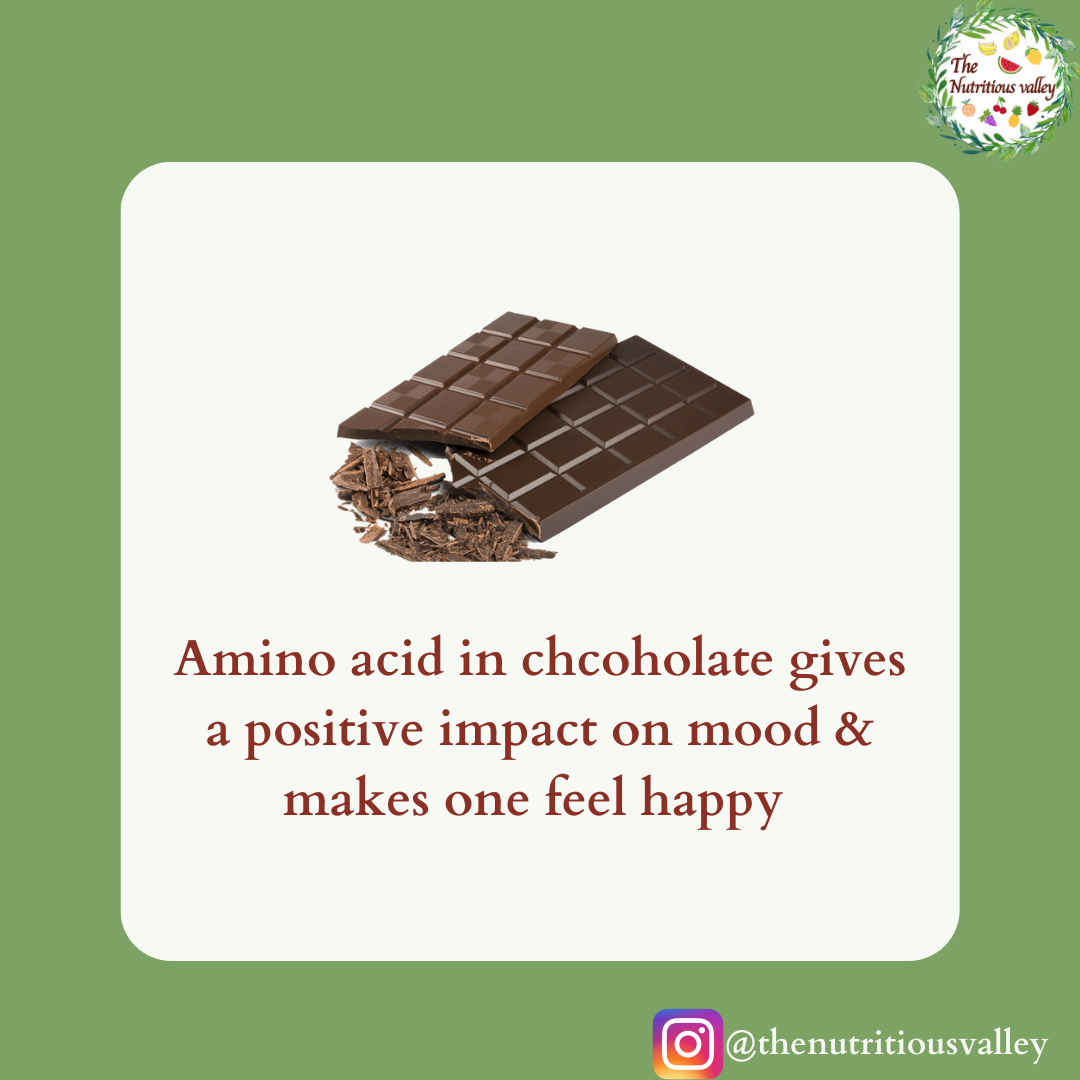 The
Nutritious valley
Amino acid in chcoholate gives
a positive impact on mood &
makes one feel happy
@thenutritiousvalley